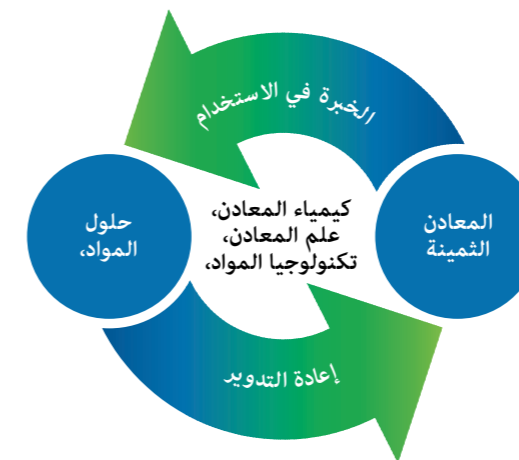 الخبرة في الاستخدام
المعادن
الثمينة
كيمياء المعادن،
علم المعادن،
تكنولوجيا المواد،
حلول
المواد،
إعادة التدوير